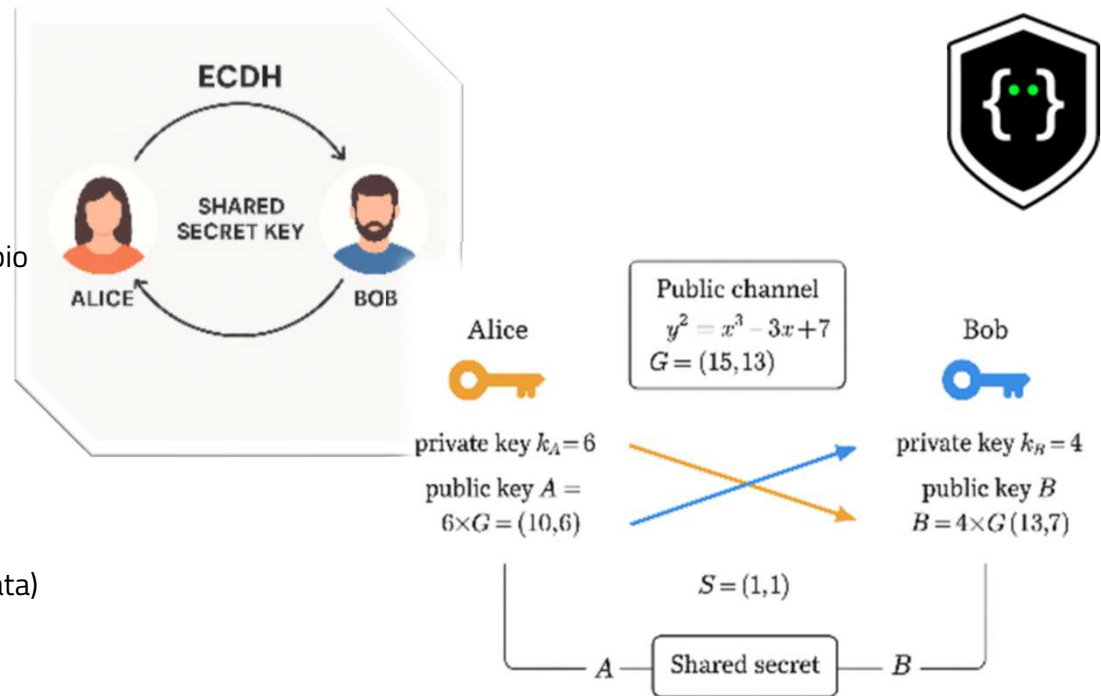 ECDH
SHARED
SECRET KEY
ALICE
BOB
{··}
Public channel
y² = x³ – 3x+7
G = (15,13)
Alice
Bob
private key k_A = 6
public key A =
6×G = (10,6)
private key k_B = 4
public key B
B = 4×G(13,7)
S = (1,1)
A
Shared secret
B